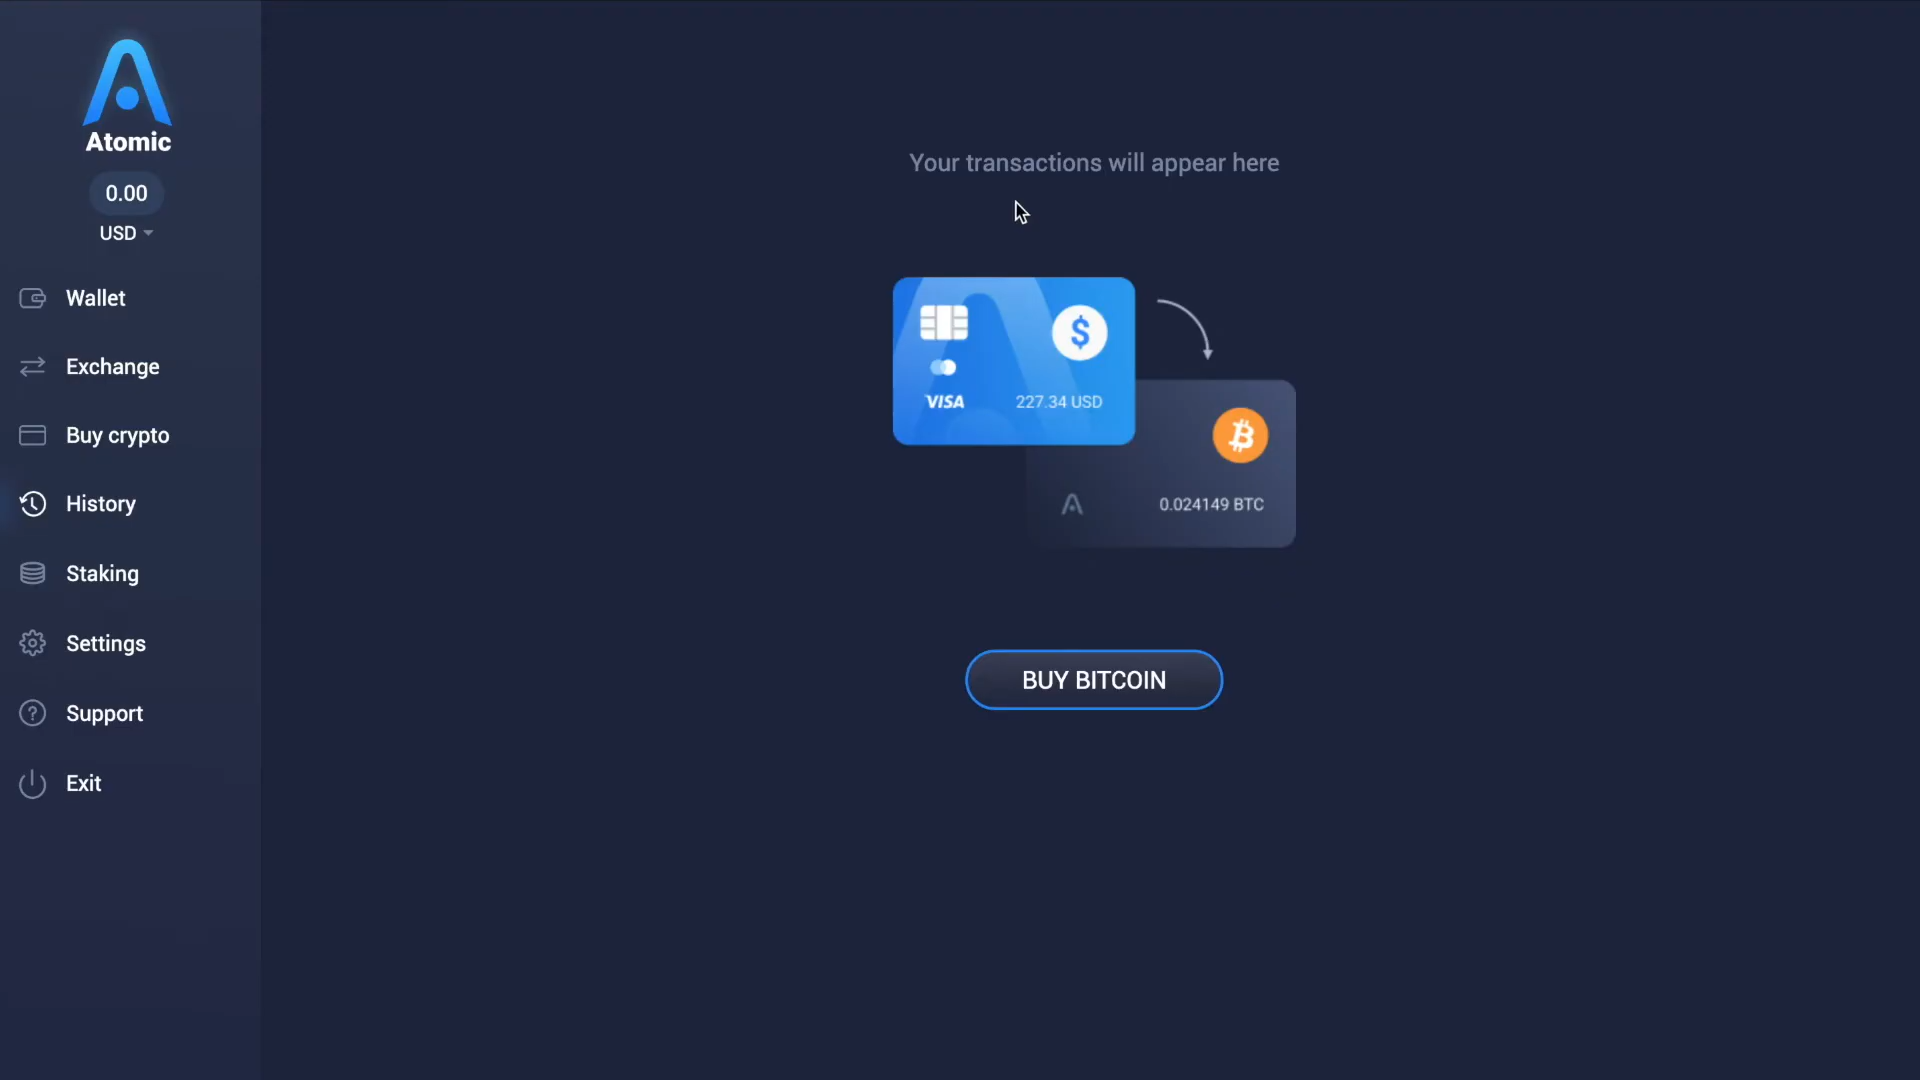 Atomic
0.00
USD
Wallet
Exchange
Buy crypto
History
Staking
Settings
Support
Exit
Your transactions will appear here
$
VISA
227.34 USD
0.024149 BTC
BUY BITCOIN